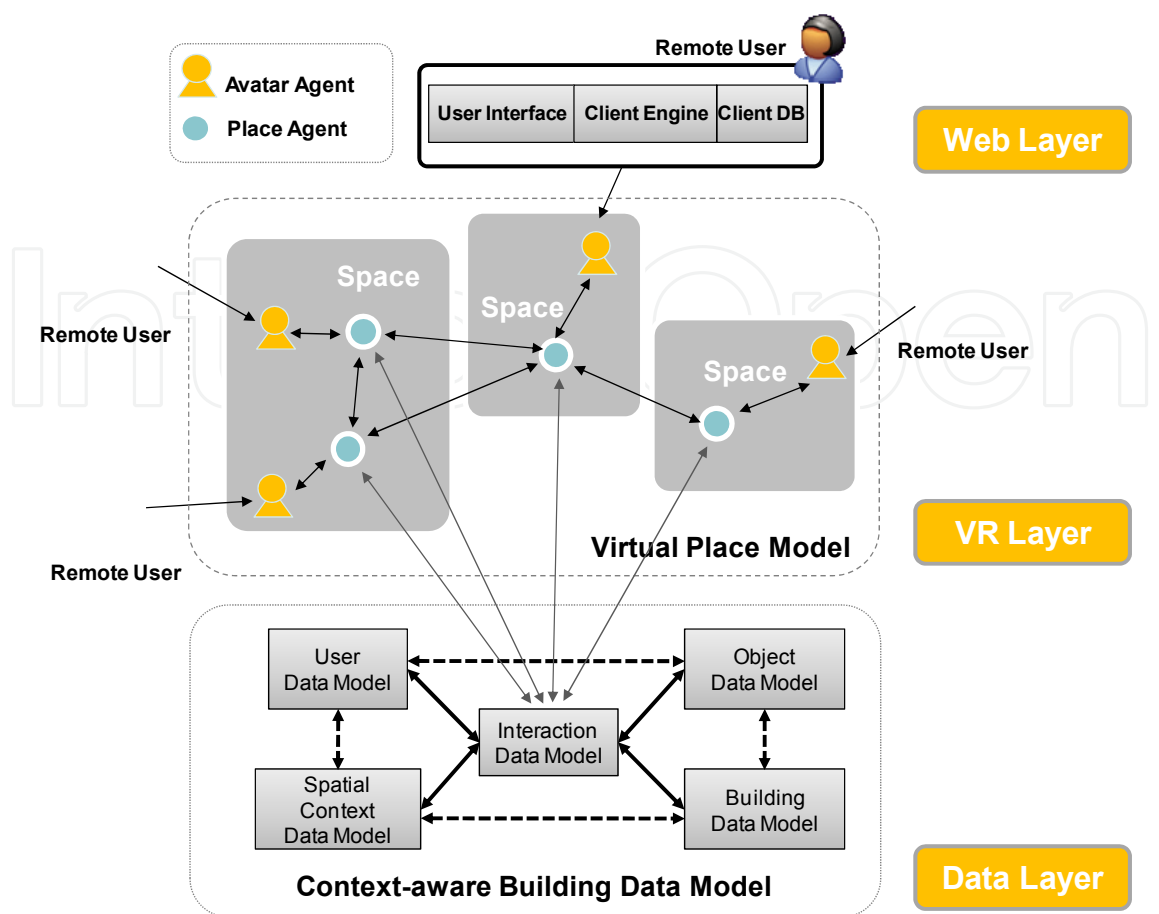 Remote User
Avatar Agent
Place Agent
User Interface
Client Engine
Client DB
Web Layer
Space
Space
Space
Remote User
Remote User
Remote User
Virtual Place Model
VR Layer
User
Data Model
Object
Data Model
Interaction
Data Model
Spatial
Context
Data Model
Building
Data Model
Context-aware Building Data Model
Data Layer